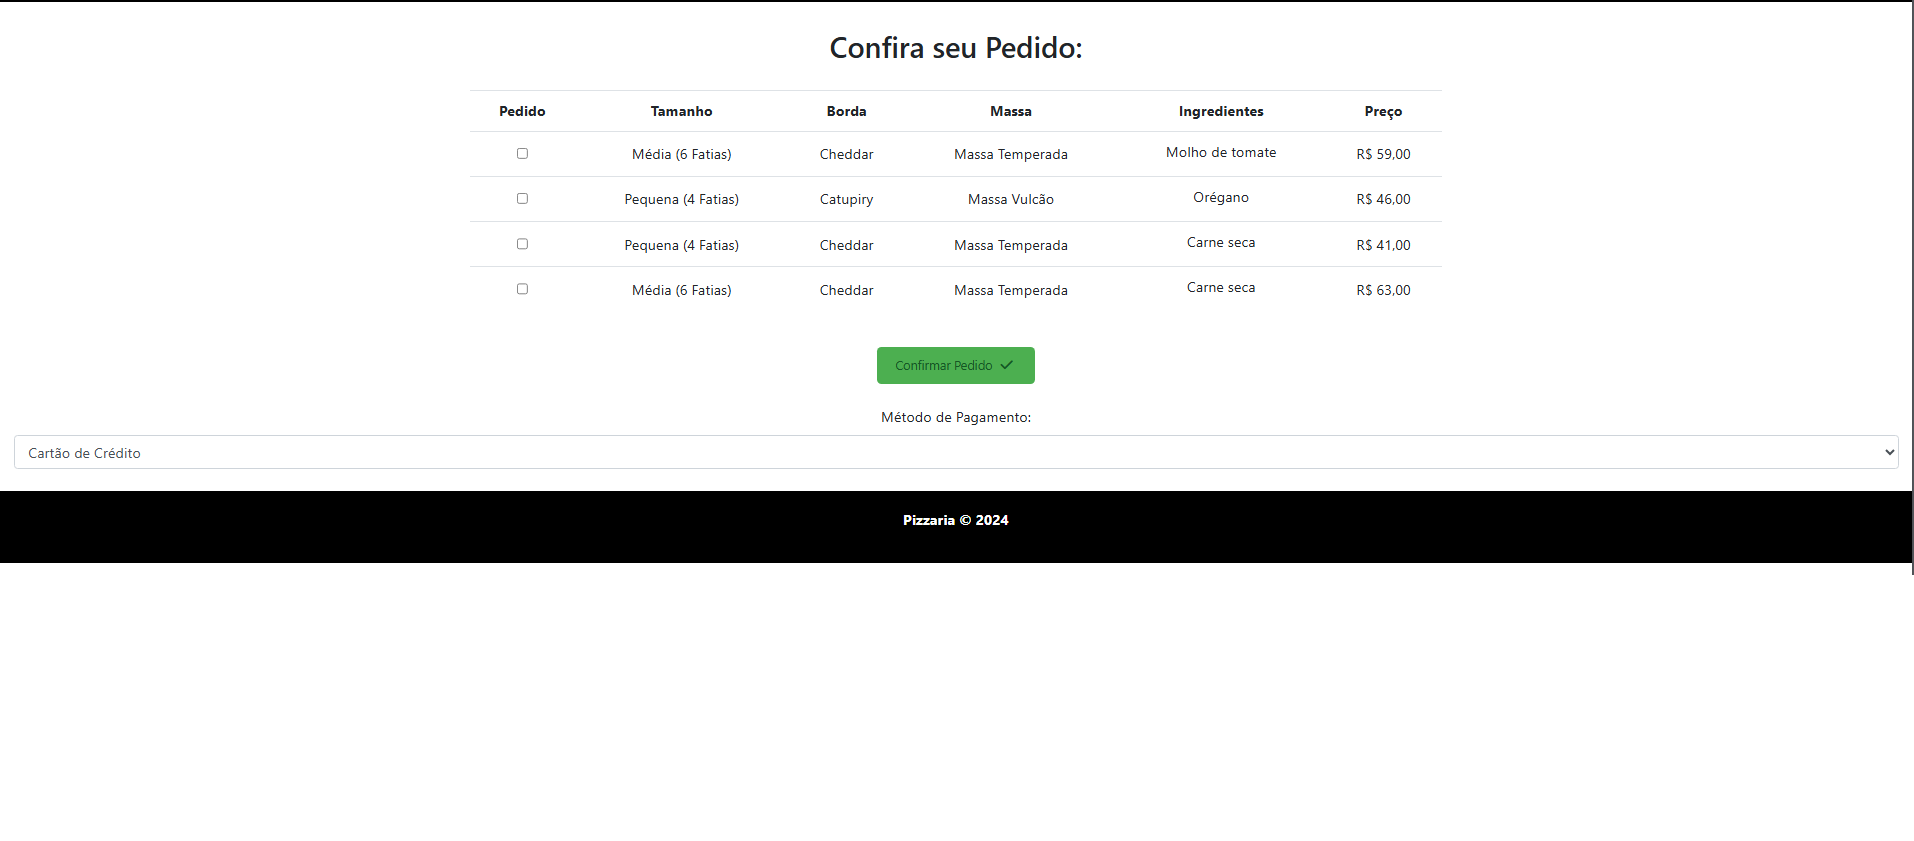 Confira seu Pedido:
Pedido Tamanho Borda Massa Ingredientes Preço
Média (6 Fatias) Cheddar Massa Temperada Molho de tomate R$ 59,00
Pequena (4 Fatias) Catupiry Massa Vulcão Orégano R$ 46,00
Pequena (4 Fatias) Cheddar Massa Temperada Carne seca R$ 41,00
Média (6 Fatias) Cheddar Massa Temperada Carne seca R$ 63,00
Confirmar Pedido
Método de Pagamento:
Cartão de Crédito
Pizzaria © 2024